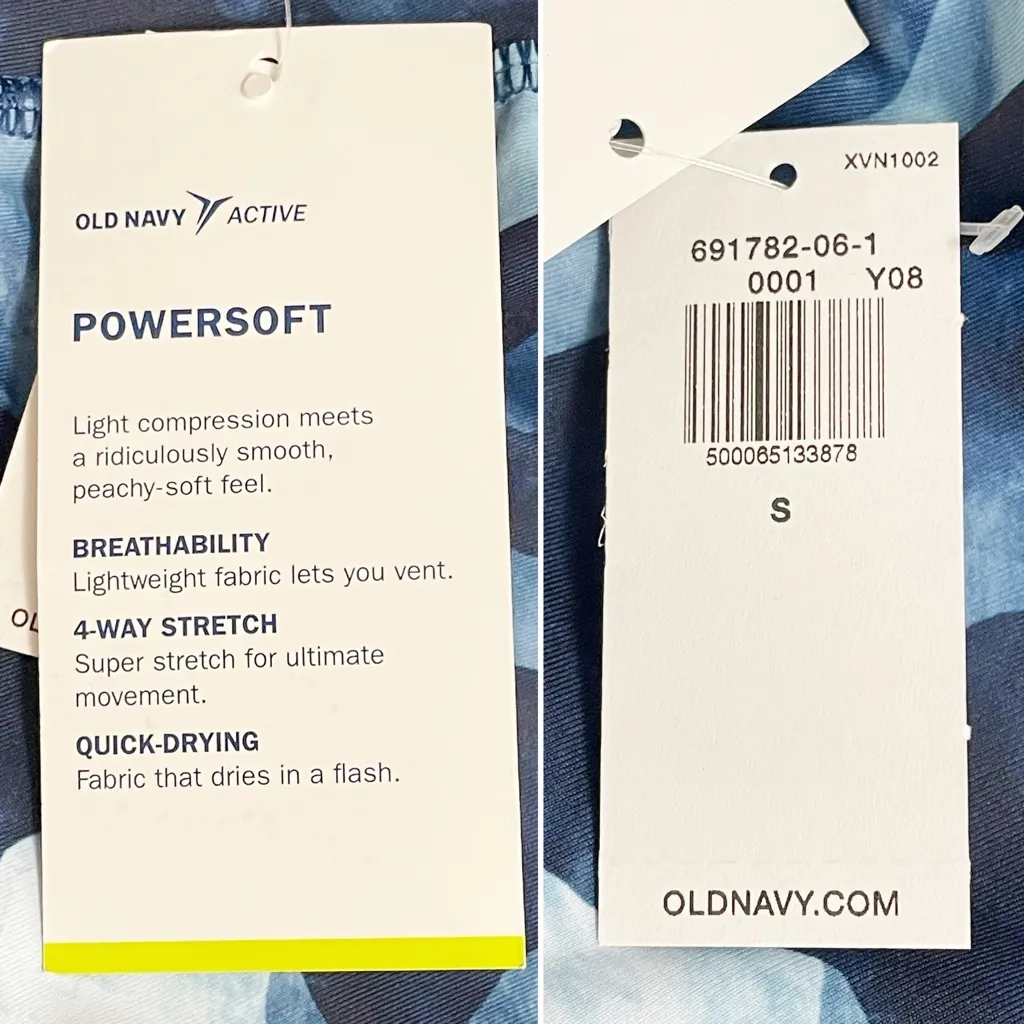 OLD NAVY ACTIVE
POWERSOFT
Light compression meets
a ridiculously smooth,
peachy-soft feel.
BREATHABILITY
Lightweight fabric lets you vent.
4-WAY STRETCH
Super stretch for ultimate
movement.
QUICK-DRYING
Fabric that dries in a flash.
OL
XVN1002
691782-06-1
0001 Y08
500065133878
S
OLDNAVY.COM